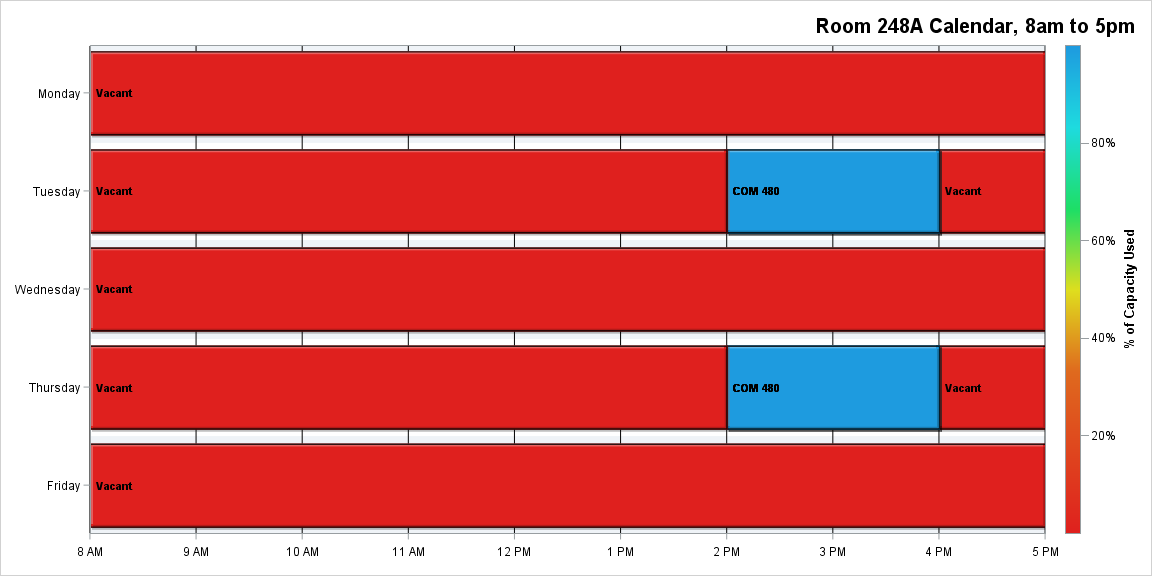 Room 248A Calendar, 8am to 5pm
Monday
Vacant
Tuesday
Vacant
COM 480
Vacant
Wednesday
Vacant
Thursday
Vacant
COM 480
Vacant
Friday
Vacant
8 AM
9 AM
10 AM
11 AM
12 PM
1 PM
2 PM
3 PM
4 PM
5 PM
80%
60%
40%
20%
% of Capacity Used